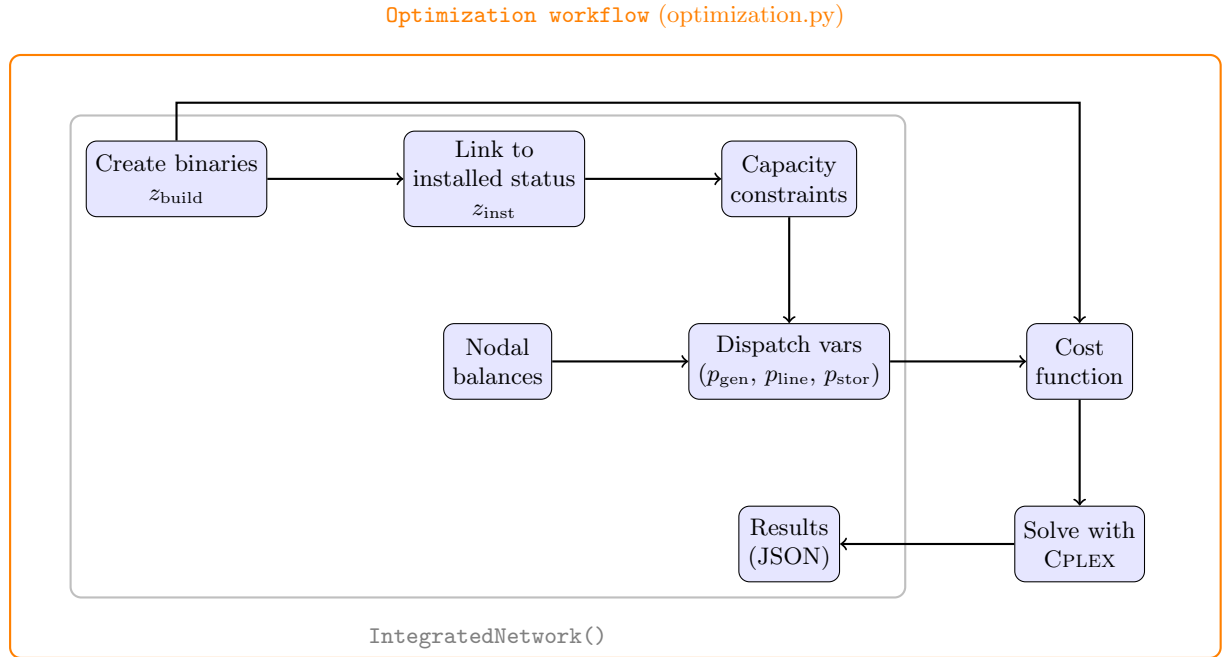 Optimization workflow (optimization.py)
Create binaries
z_build
Link to
installed status
z_inst
Capacity
constraints
Nodal
balances
Dispatch vars
(p_gen, p_line, p_stor)
Cost
function
Results
(JSON)
Solve with
CPLEX
IntegratedNetwork()